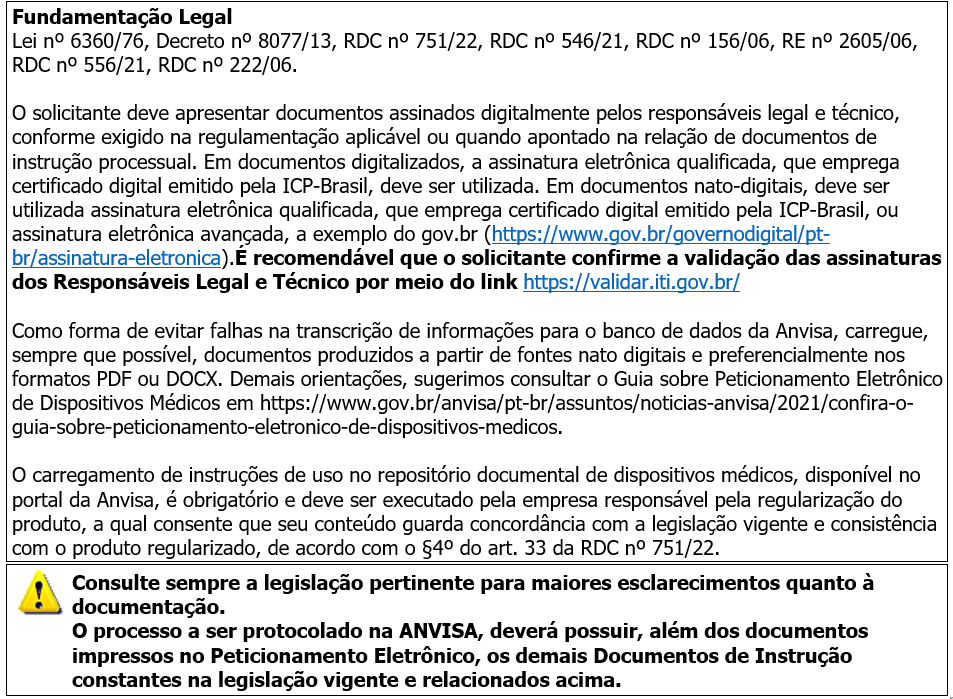 Fundamentação Legal
Lei nº 6360/76, Decreto nº 8077/13, RDC nº 751/22, RDC nº 546/21, RDC nº 156/06, RE nº 2605/06,
RDC nº 556/21, RDC nº 222/06.
O solicitante deve apresentar documentos assinados digitalmente pelos responsáveis legal e técnico,
conforme exigido na regulamentação aplicável ou quando apontado na relação de documentos de
instrução processual. Em documentos digitalizados, a assinatura eletrônica qualificada, que emprega
certificado digital emitido pela ICP-Brasil, deve ser utilizada. Em documentos nato-digitais, deve ser
utilizada assinatura eletrônica qualificada, que emprega certificado digital emitido pela ICP-Brasil, ou
assinatura eletrônica avançada, a exemplo do gov.br (https://www.gov.br/governodigital/pt-
br/assinatura-eletronica).É recomendável que o solicitante confirme a validação das assinaturas
dos Responsáveis Legal e Técnico por meio do link https://validar.iti.gov.br/
Como forma de evitar falhas na transcrição de informações para o banco de dados da Anvisa, carregue,
sempre que possível, documentos produzidos a partir de fontes nato digitais e preferencialmente nos
formatos PDF ou DOCX. Demais orientações, sugerimos consultar o Guia sobre Peticionamento Eletrônico
de Dispositivos Médicos em https://www.gov.br/anvisa/pt-br/assuntos/noticias-anvisa/2021/confira-o-
guia-sobre-peticionamento-eletronico-de-dispositivos-medicos.
O carregamento de instruções de uso no repositório documental de dispositivos médicos, disponível no
portal da Anvisa, é obrigatório e deve ser executado pela empresa responsável pela regularização do
produto, a qual consente que seu conteúdo guarda concordância com a legislação vigente e consistência
com o produto regularizado, de acordo com o §4º do art. 33 da RDC nº 751/22.
Consulte sempre a legislação pertinente para maiores esclarecimentos quanto à
documentação.
O processo a ser protocolado na ANVISA, deverá possuir, além dos documentos
impressos no Peticionamento Eletrônico, os demais Documentos de Instrução
constantes na legislação vigente e relacionados acima.